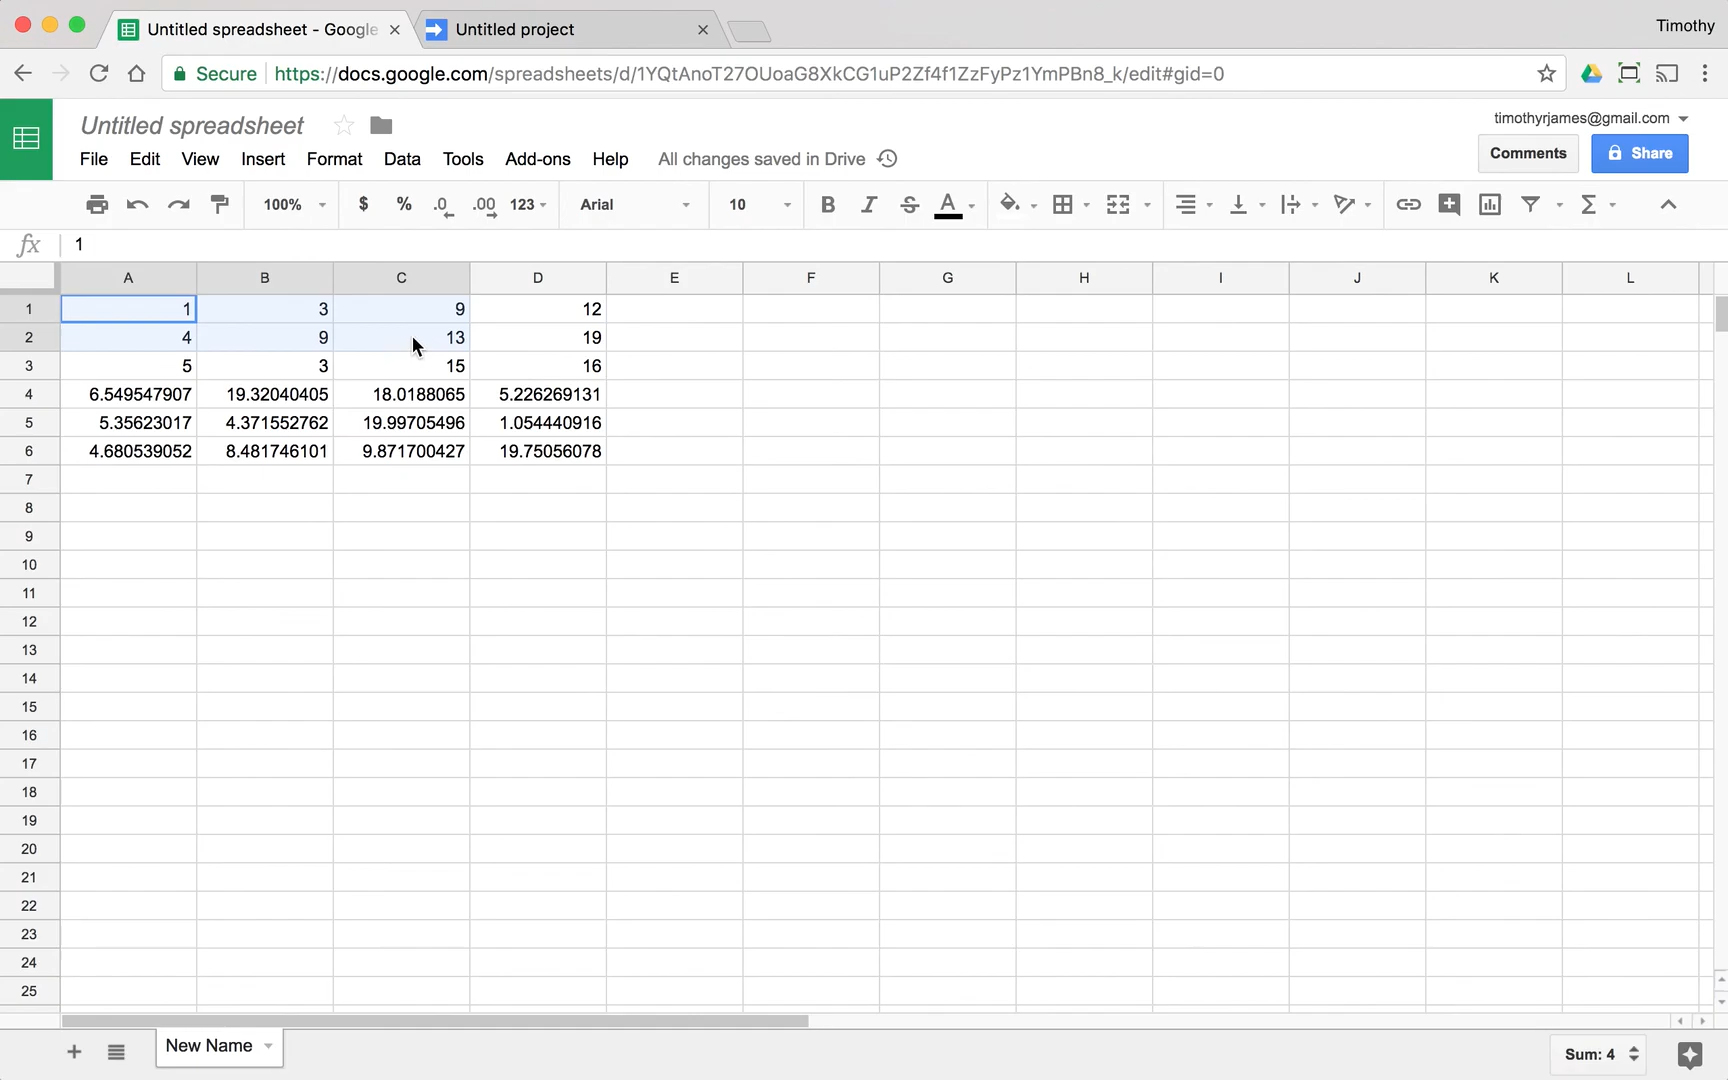 Untitled spreadsheet - Google
Untitled project
Timothy
Secure
https://docs.google.com/spreadsheets/d/1YQtAnoT27OUoaG8XkCG1uP2Zf4f1ZzFyPz1YmPBn8_k/edit#gid=0
Untitled spreadsheet
timothyrjames@gmail.com
File Edit View Insert Format Data Tools Add-ons Help All changes saved in Drive
Comments
Share
100% $ % .0 .00 123 Arial 10 B I S A Σ
fx 1
A B C D E F G H I J K L
1 1 3 9 12
2 4 9 13 19
3 5 3 15 16
4 6.549547907 19.32040405 18.0188065 5.226269131
5 5.35623017 4.371552762 19.99705496 1.054440916
6 4.680539052 8.481746101 9.871700427 19.75056078
7
8
9
10
11
12
13
14
15
16
17
18
19
20
21
22
23
24
25
New Name
Sum: 4